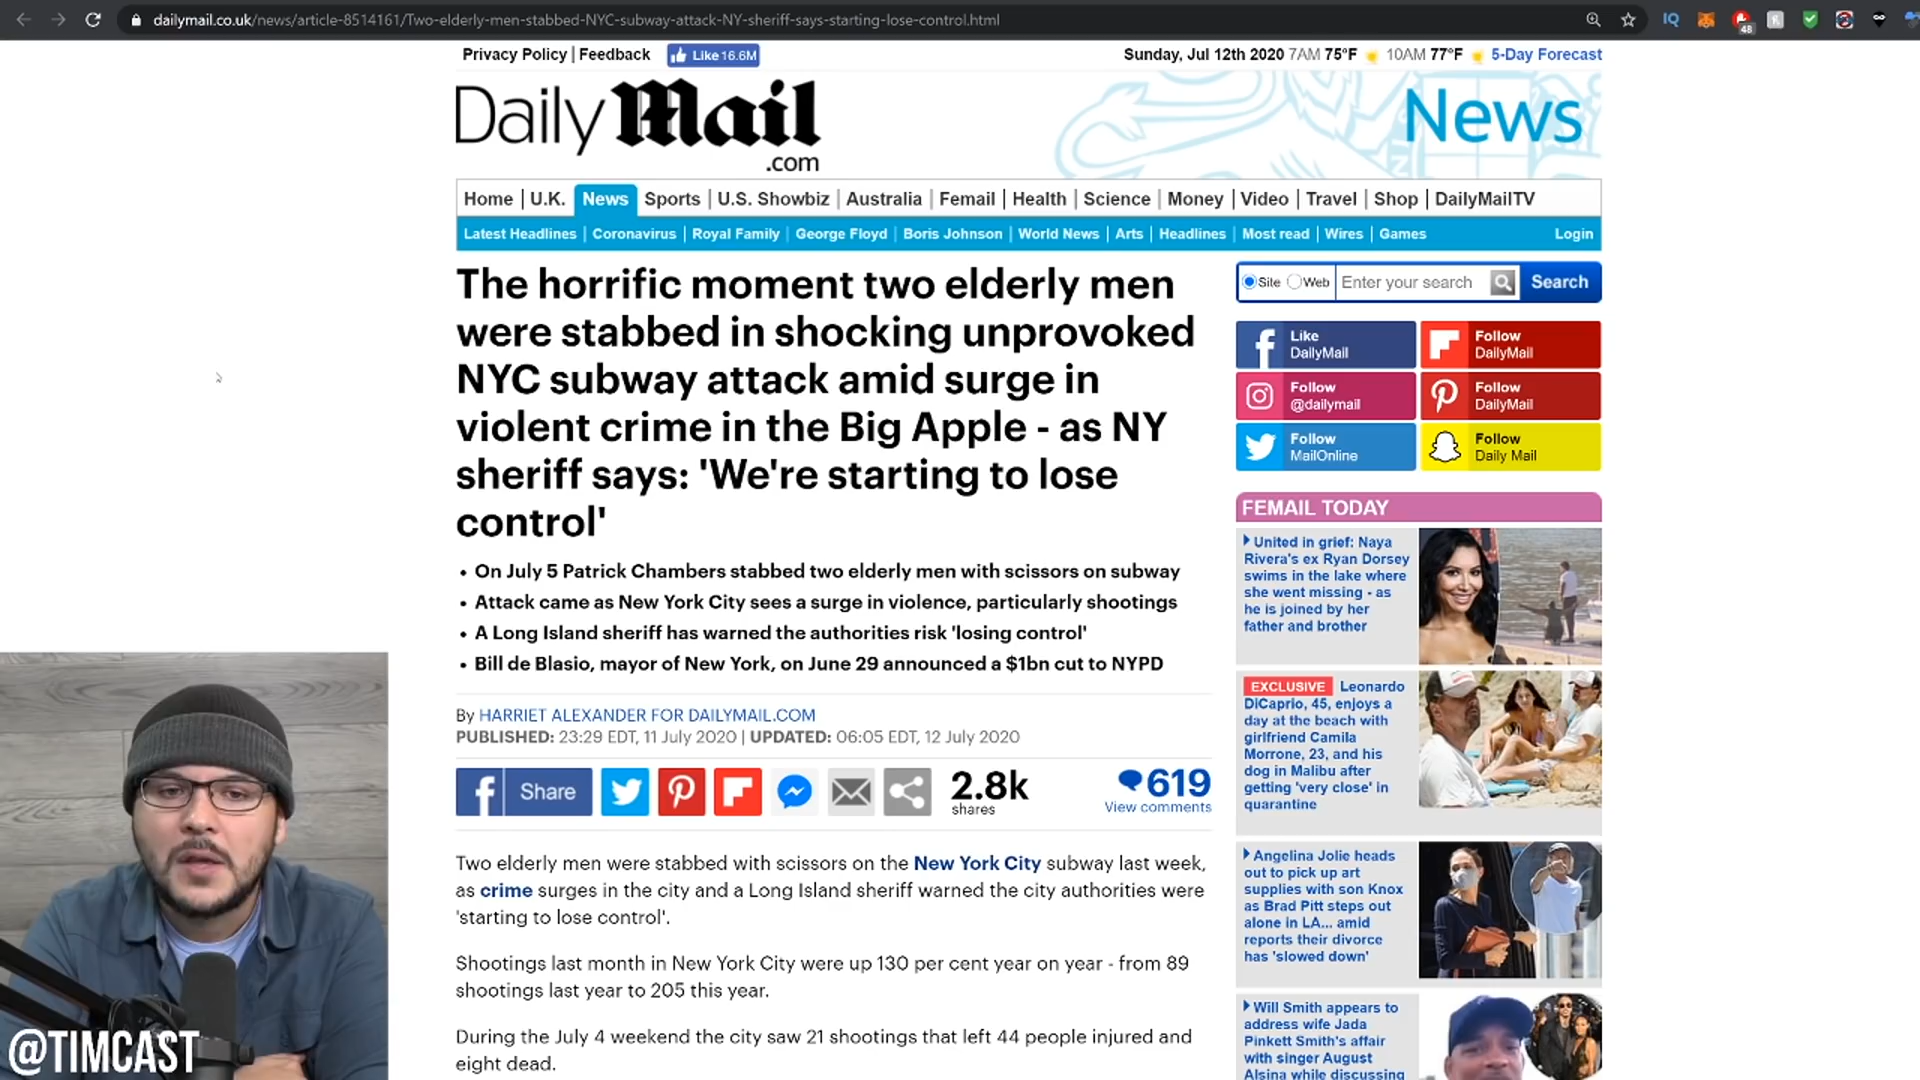 dailymail.co.uk/news/article-8514161/Two-elderly-men-stabbed-NYC-subway-attack-NY-sheriff-says-starting-lose-control.html
IQ
48
Privacy Policy | Feedback
Like 16.6M
Sunday, Jul 12th 2020 7AM 75°F 10AM 77°F 5-Day Forecast
Daily Mail
.com
News
Home | U.K. News Sports | U.S. Showbiz | Australia | Femail | Health | Science | Money | Video | Travel | Shop | DailyMailTV
Latest Headlines | Coronavirus | Royal Family | George Floyd | Boris Johnson | World News | Arts | Headlines | Most read | Wires | Games
Login
The horrific moment two elderly men
were stabbed in shocking unprovoked
NYC subway attack amid surge in
violent crime in the Big Apple - as NY
sheriff says: 'We're starting to lose
control'
• On July 5 Patrick Chambers stabbed two elderly men with scissors on subway
• Attack came as New York City sees a surge in violence, particularly shootings
• A Long Island sheriff has warned the authorities risk 'losing control'
• Bill de Blasio, mayor of New York, on June 29 announced a $1bn cut to NYPD
By HARRIET ALEXANDER FOR DAILYMAIL.COM
PUBLISHED: 23:29 EDT, 11 July 2020 | UPDATED: 06:05 EDT, 12 July 2020
Share
2.8k
shares
619
View comments
Two elderly men were stabbed with scissors on the New York City subway last week,
as crime surges in the city and a Long Island sheriff warned the city authorities were
'starting to lose control'.
Shootings last month in New York City were up 130 per cent year on year - from 89
shootings last year to 205 this year.
During the July 4 weekend the city saw 21 shootings that left 44 people injured and
eight dead.
Site Web Enter your search Search
Like
DailyMail
Follow
DailyMail
Follow
@dailymail
Follow
DailyMail
Follow
MailOnline
Follow
Daily Mail
FEMAIL TODAY
United in grief: Naya
Rivera's ex Ryan Dorsey
swims in the lake where
she went missing - as
he is joined by her
father and brother
EXCLUSIVE Leonardo
DiCaprio, 45, enjoys a
day at the beach with
girlfriend Camila
Morrone, 23, and his
dog in Malibu after
getting 'very close' in
quarantine
Angelina Jolie heads
out to pick up art
supplies with son Knox
as Brad Pitt steps out
alone in LA... amid
reports their divorce
has 'slowed down'
Will Smith appears to
address wife Jada
Pinkett Smith's affair
with singer August
Alsina while discussing
@TIMCAST